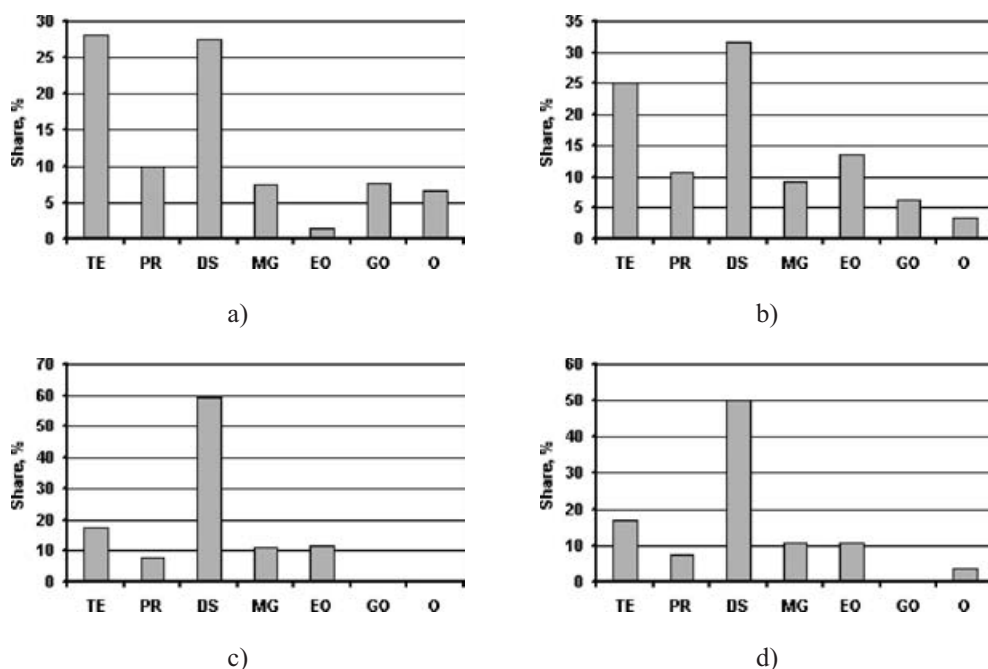 Share, %
30
25
20
15
10
5
0
TE PR DS MG EO GO O
a)
Share, %
35
30
25
20
15
10
5
0
TE PR DS MG EO GO O
b)
Share, %
70
60
50
40
30
20
10
0
TE PR DS MG EO GO O
c)
Share, %
60
50
40
30
20
10
0
TE PR DS MG EO GO O
d)